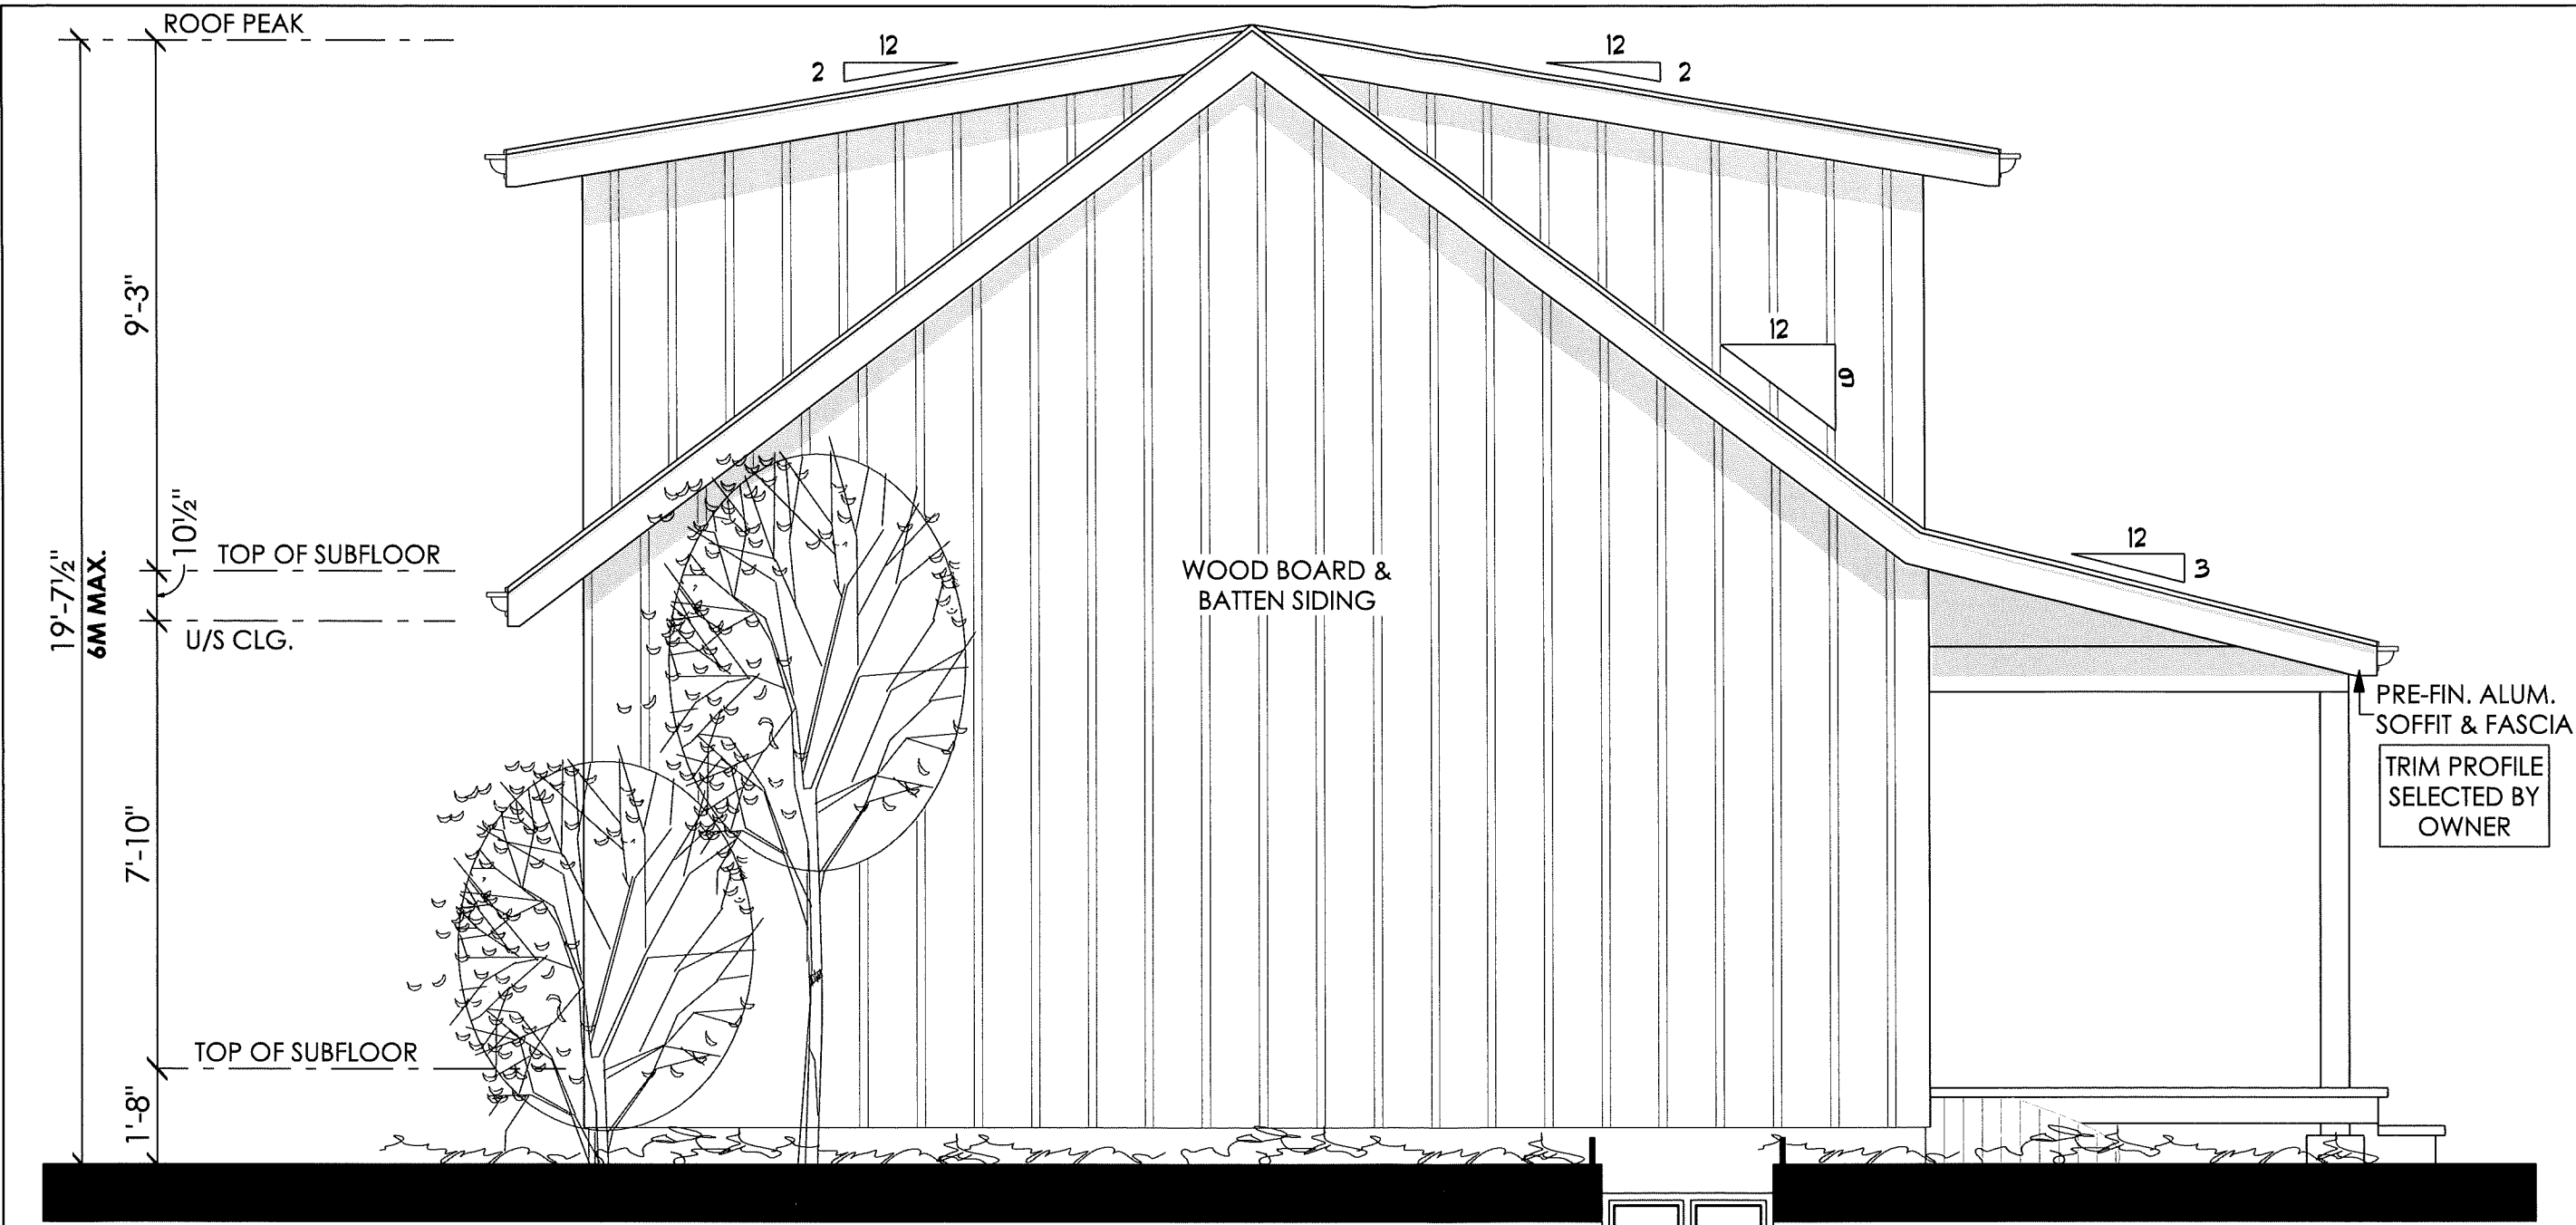 ROOF PEAK
12
2
12
2
9'-3"
12
9
10½"
TOP OF SUBFLOOR
19'-7½"
6M MAX.
U/S CLG.
WOOD BOARD &
BATTEN SIDING
12
3
PRE-FIN. ALUM.
SOFFIT & FASCIA
TRIM PROFILE
SELECTED BY
OWNER
7'-10"
TOP OF SUBFLOOR
1'-8"